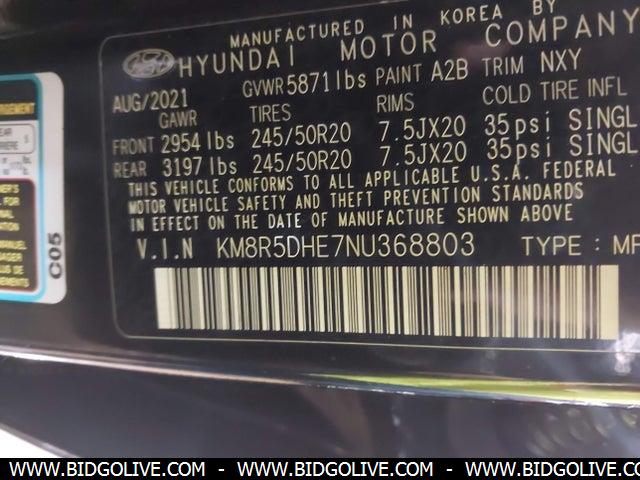 MANUFACTURED IN KOREA BY
HYUNDAI MOTOR COMPANY
AUG/2021 GVWR 5871 lbs PAINT A2B TRIM NXY
GAWR TIRES RIMS COLD TIRE INFL
FRONT 2954 lbs 245/50R20 7.5JX20 35psi SINGL
REAR 3197 lbs 245/50R20 7.5JX20 35psi SINGL
THIS VEHICLE CONFORMS TO ALL APPLICABLE U.S.A. FEDERAL
MOTOR VEHICLE SAFETY AND THEFT PREVENTION STANDARDS
IN EFFECT ON THE DATE OF MANUFACTURE SHOWN ABOVE
V.I.N KM8R5DHE7NU368803 TYPE : MP
C05
WWW.BIDGOLIVE.COM - WWW.BIDGOLIVE.COM - WWW.BIDGOLIVE.COM